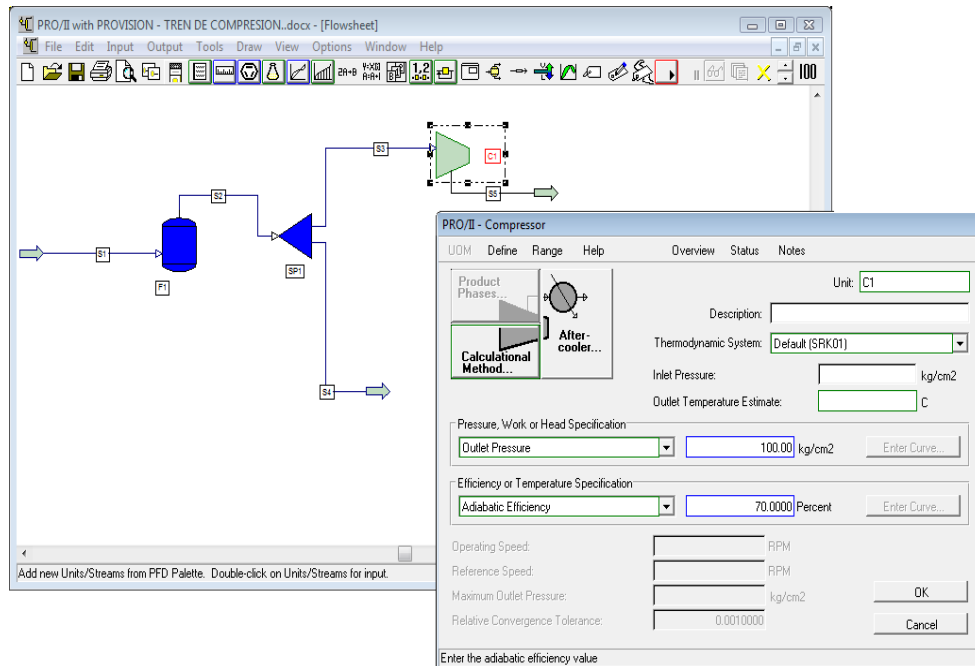 PRO/II with PROVISION - TREN DE COMPRESION..docx - [Flowsheet]
File Edit Input Output Tools Draw View Options Window Help
2A+B
1.2
100
S3
C1
S2
S5
S1
SP1
F1
S4
Add new Units/Streams from PFD Palette. Double-click on Units/Streams for input.
PRO/II - Compressor
UOM Define Range Help Overview Status Notes
Product
Phases...
After-
cooler...
Calculational
Method...
Unit: C1
Description:
Thermodynamic System: Default (SRK01)
Inlet Pressure: kg/cm2
Outlet Temperature Estimate: C
Pressure, Work or Head Specification
Outlet Pressure 100.00 kg/cm2 Enter Curve...
Efficiency or Temperature Specification
Adiabatic Efficiency 70.0000 Percent Enter Curve...
Operating Speed: RPM
Reference Speed: RPM
Maximum Outlet Pressure: kg/cm2
Relative Convergence Tolerance: 0.0010000
OK
Cancel
Enter the adiabatic efficiency value